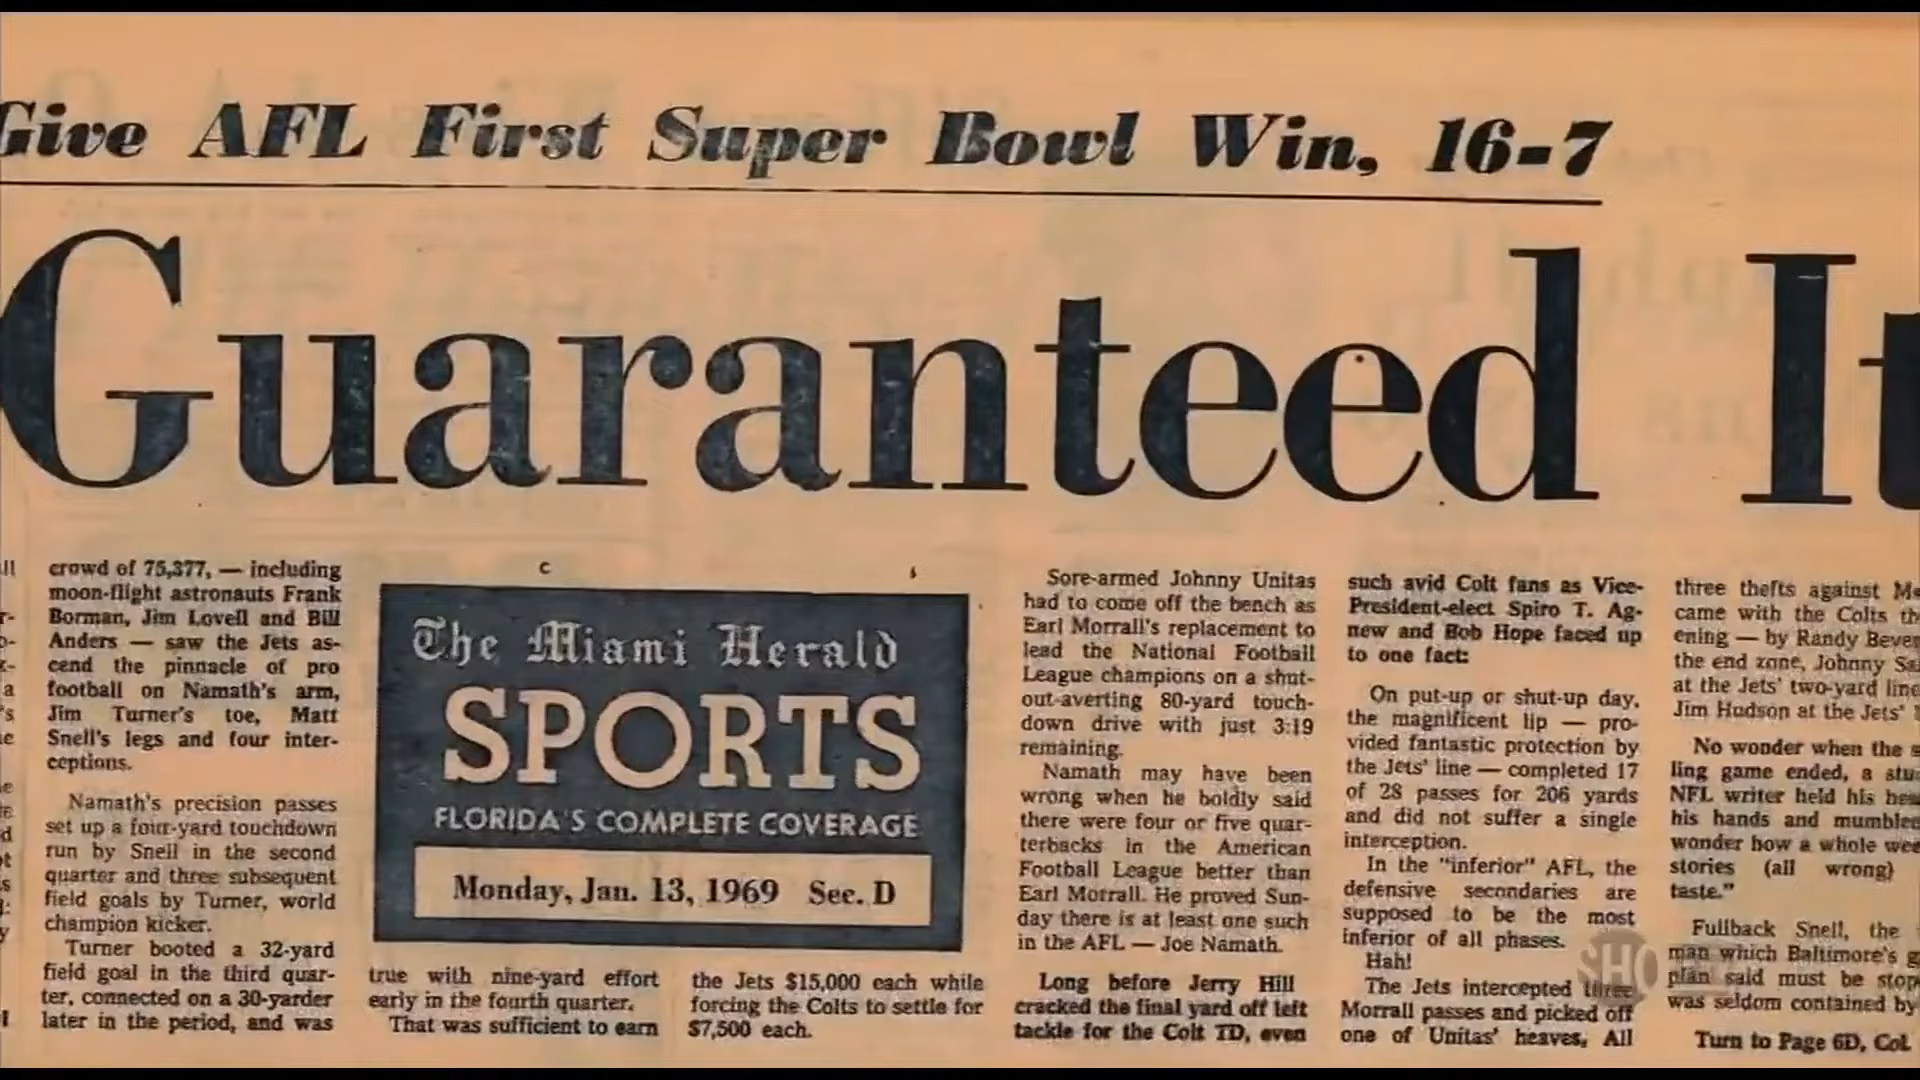 Give AFL First Super Bowl Win, 16-7
Guaranteed It
crowd of 75,377, — including
moon-flight astronauts Frank
Borman, Jim Lovell and Bill
Anders — saw the Jets as-
cend the pinnacle of pro
football on Namath's arm,
Jim Turner's toe, Matt
Snell's legs and four inter-
ceptions.
Namath's precision passes
set up a four-yard touchdown
run by Snell in the second
quarter and three subsequent
field goals by Turner, world
champion kicker.
Turner booted a 32-yard
field goal in the third quar-
ter, connected on a 30-yarder
later in the period, and was
The Miami Herald
SPORTS
FLORIDA'S COMPLETE COVERAGE
Monday, Jan. 13, 1969 Sec. D
true with nine-yard effort
early in the fourth quarter.
That was sufficient to earn
the Jets $15,000 each while
forcing the Colts to settle for
$7,500 each.
Sore-armed Johnny Unitas
had to come off the bench as
Earl Morrall's replacement to
lead the National Football
League champions on a shut-
out-averting 80-yard touch-
down drive with just 3:19
remaining.
Namath may have been
wrong when he boldly said
there were four or five quar-
terbacks in the American
Football League better than
Earl Morrall. He proved Sun-
day there is at least one such
in the AFL — Joe Namath.
Long before Jerry Hill
cracked the final yard off left
tackle for the Colt TD, even
such avid Colt fans as Vice-
President-elect Spiro T. Ag-
new and Bob Hope faced up
to one fact:
On put-up or shut-up day,
the magnificent lip — pro-
vided fantastic protection by
the Jets' line — completed 17
of 28 passes for 206 yards
and did not suffer a single
interception.
In the "inferior" AFL, the
defensive secondaries are
supposed to be the most
inferior of all phases.
Hah!
The Jets intercepted three
Morrall passes and picked off
one of Unitas' heaves. All
three thefts against
came with the Colts
ening — by Randy
the end zone, Johnny
at the Jets' two-yard line
Jim Hudson at the Jets'
No wonder when the
ling game ended, a
NFL writer held his
his hands and
wonder how a whole
stories (all wrong)
taste."
Fullback Snell, the
man which Baltimore's
plan said must be
was seldom contained by
Turn to Page 6D, Col.
SHO